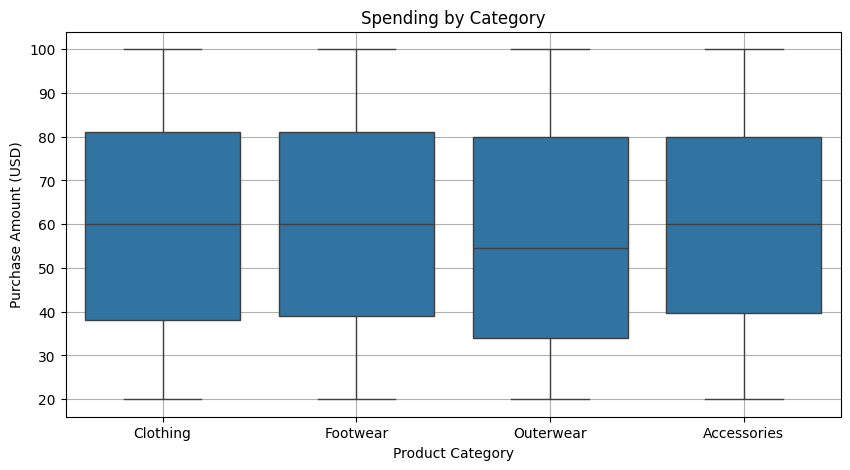 Spending by Category
Purchase Amount (USD)
100
90
80
70
60
50
40
30
20
Clothing Footwear Outerwear Accessories
Product Category